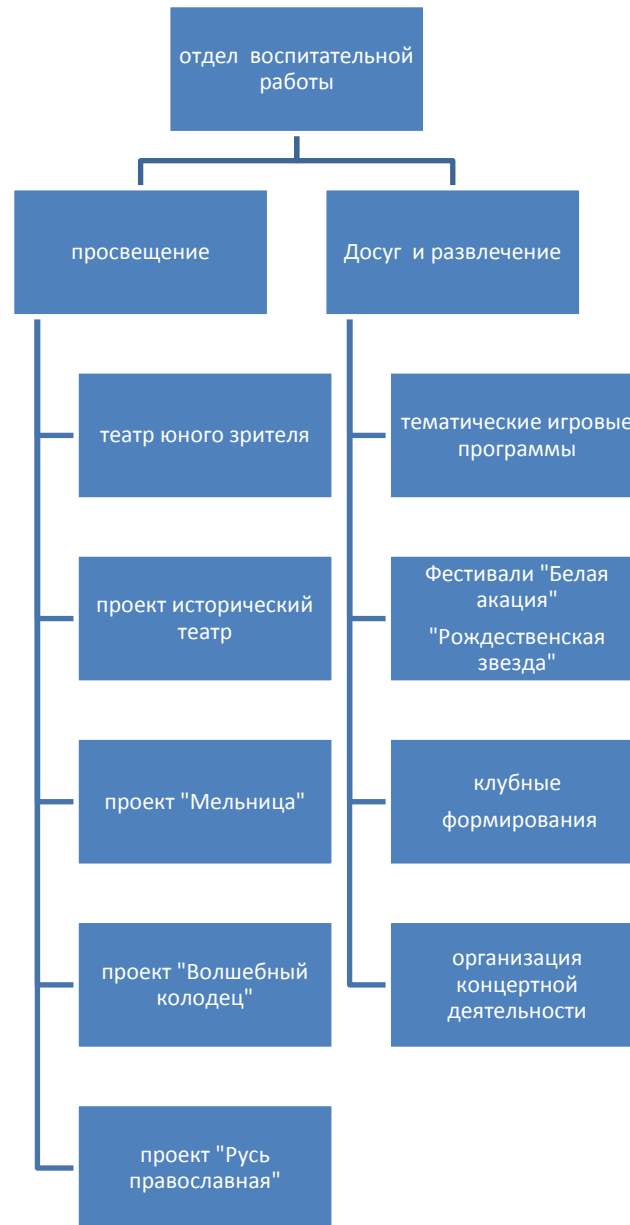 отдел воспитательной
работы
просвещение
Досуг и развлечение
театр юного зрителя
тематические игровые
программы
проект исторический
театр
Фестивали "Белая
акация"
"Рождественская
звезда"
проект "Мельница"
клубные
формирования
проект "Волшебный
колодец"
организация
концертной
деятельности
проект "Русь
православная"